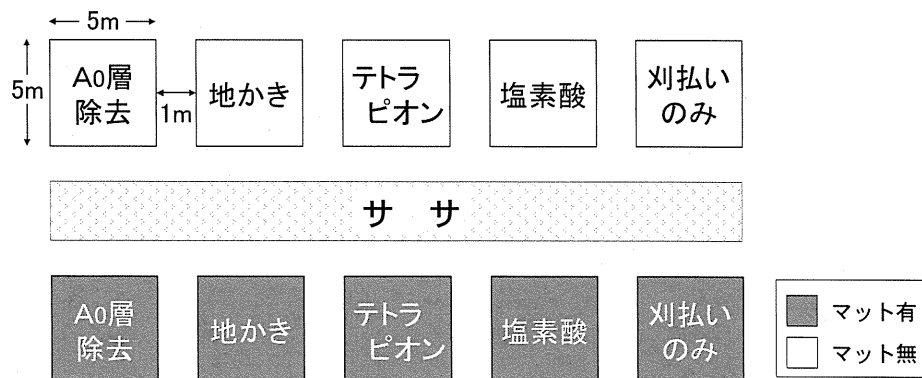 5m
5m
A0層
除去
1m
地かき
テトラ
ピオン
塩素酸
刈払い
のみ
ササ
A0層
除去
地かき
テトラ
ピオン
塩素酸
刈払い
のみ
マット有
マット無